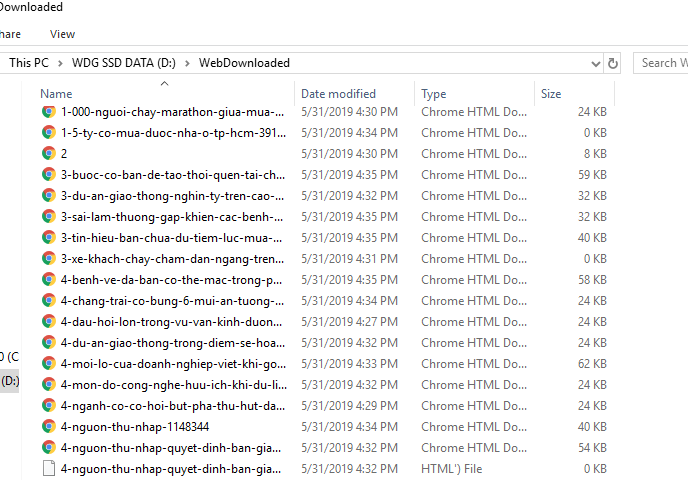 Downloaded
hare View
This PC > WDG SSD DATA (D:) > WebDownloaded Search W
Name Date modified Type Size
1-000-nguoi-chay-marathon-giua-mua-... 5/31/2019 4:30 PM Chrome HTML Do... 24 KB
1-5-ty-co-mua-duoc-nha-o-tp-hcm-391... 5/31/2019 4:34 PM Chrome HTML Do... 0 KB
2 5/31/2019 4:30 PM Chrome HTML Do... 8 KB
3-buoc-co-ban-de-tao-thoi-quen-tai-ch... 5/31/2019 4:35 PM Chrome HTML Do... 59 KB
3-du-an-giao-thong-nghin-ty-tren-cao-... 5/31/2019 4:32 PM Chrome HTML Do... 32 KB
3-sai-lam-thuong-gap-khien-cac-benh-... 5/31/2019 4:35 PM Chrome HTML Do... 32 KB
3-tin-hieu-ban-chua-du-tiem-luc-mua-... 5/31/2019 4:35 PM Chrome HTML Do... 40 KB
3-xe-khach-chay-cham-dan-ngang-tren... 5/31/2019 4:31 PM Chrome HTML Do... 0 KB
4-benh-ve-da-ban-co-the-mac-trong-p... 5/31/2019 4:35 PM Chrome HTML Do... 58 KB
4-chang-trai-co-bung-6-mui-an-tuong-... 5/31/2019 4:34 PM Chrome HTML Do... 24 KB
4-dau-hoi-lon-trong-vu-van-kinh-duon... 5/31/2019 4:27 PM Chrome HTML Do... 24 KB
4-du-an-giao-thong-trong-diem-se-hoa... 5/31/2019 4:32 PM Chrome HTML Do... 24 KB
4-moi-lo-cua-doanh-nghiep-viet-khi-go... 5/31/2019 4:33 PM Chrome HTML Do... 62 KB
0 (C
4-mon-do-cong-nghe-huu-ich-khi-du-li... 5/31/2019 4:32 PM Chrome HTML Do... 24 KB
(D:)
4-nganh-co-co-hoi-but-pha-thu-hut-da... 5/31/2019 4:29 PM Chrome HTML Do... 24 KB
4-nguon-thu-nhap-1148344 5/31/2019 4:34 PM Chrome HTML Do... 40 KB
4-nguon-thu-nhap-quyet-dinh-ban-gia... 5/31/2019 4:32 PM Chrome HTML Do... 54 KB
4-nguon-thu-nhap-quyet-dinh-ban-gia... 5/31/2019 4:32 PM HTML') File 0 KB